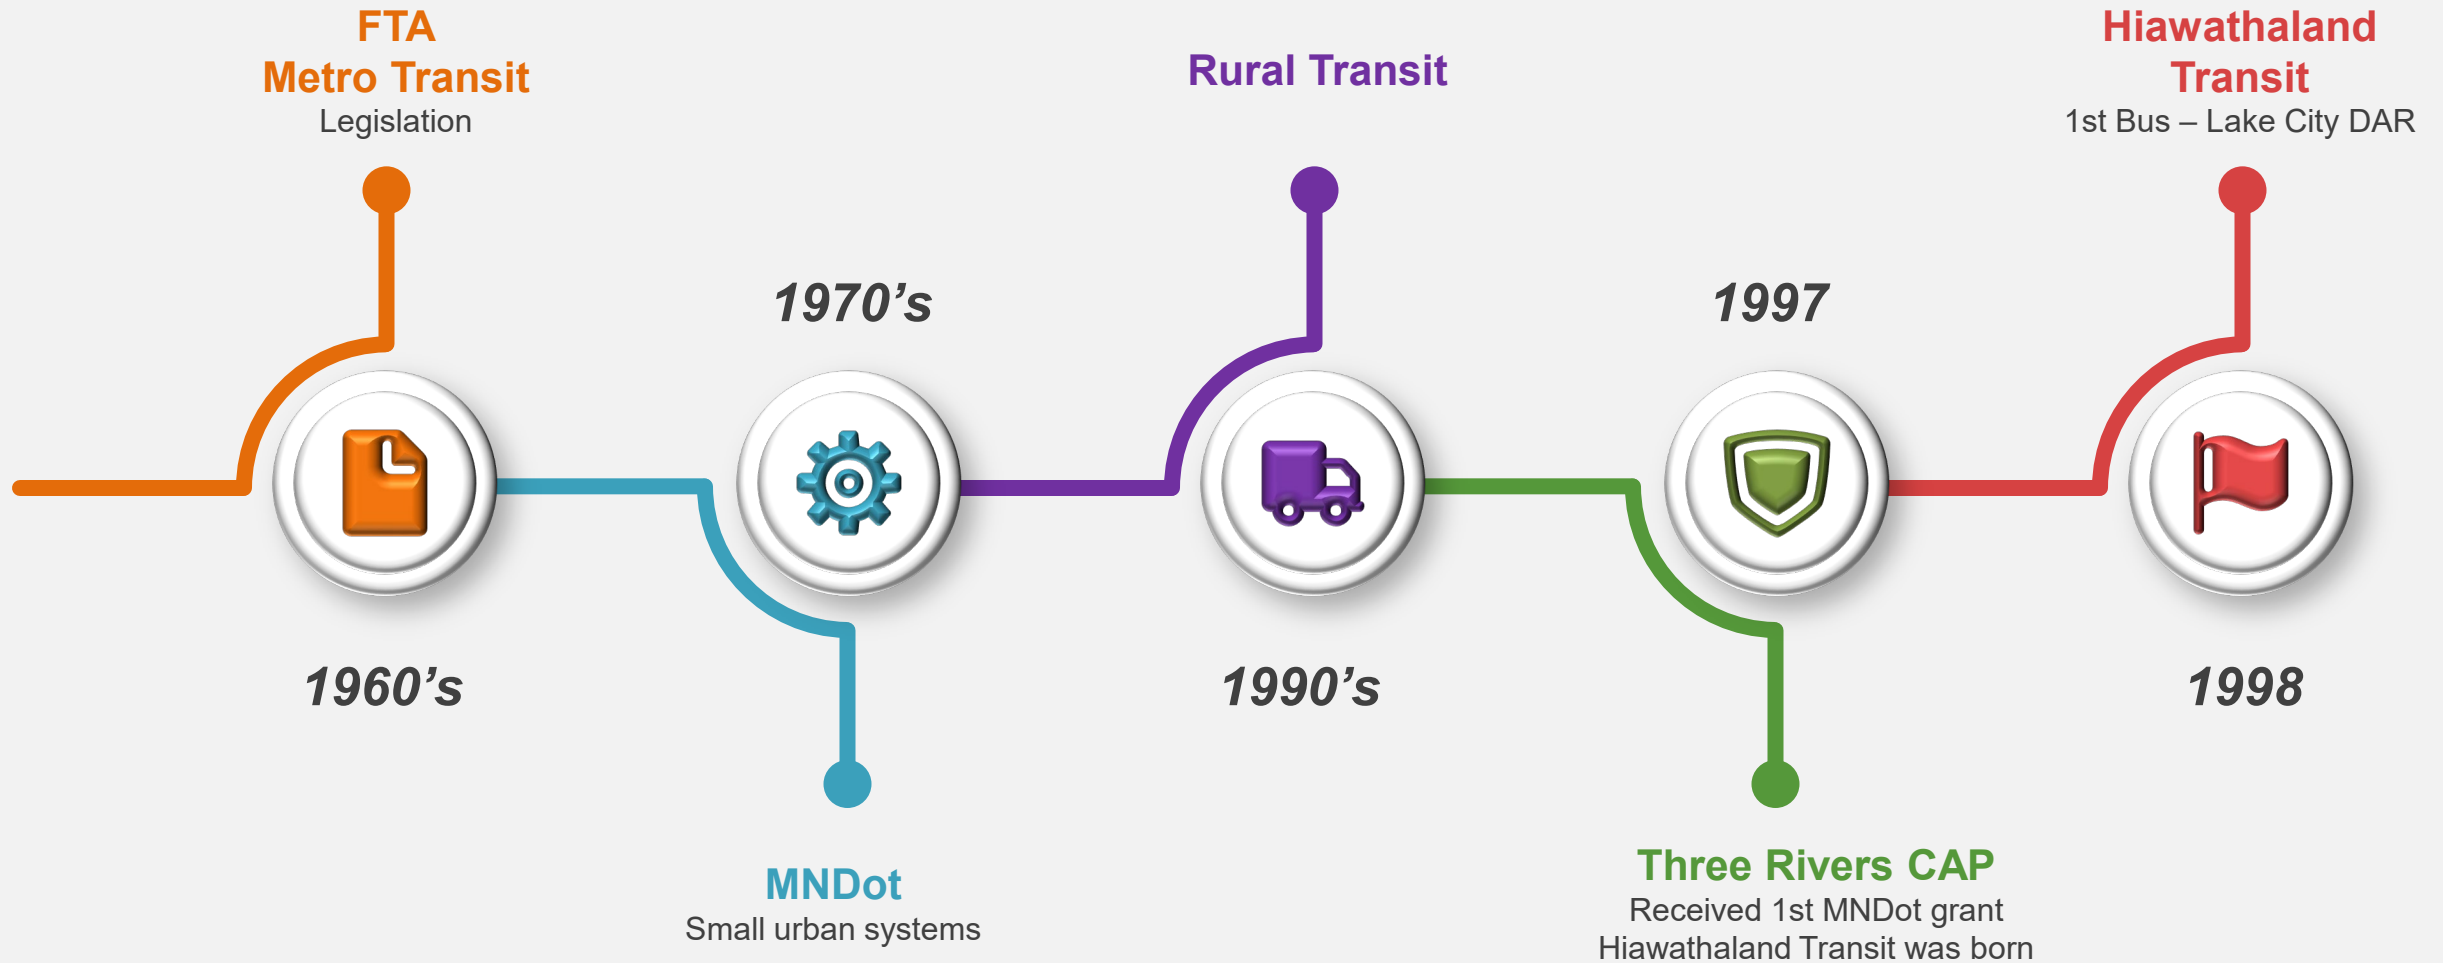 FTA
Metro Transit
Legislation
1960’s
1970’s
MNDot
Small urban systems
Rural Transit
1990’s
1997
Three Rivers CAP
Received 1st MNDot grant
Hiawathaland Transit was born
Hiawathaland
Transit
1st Bus – Lake City DAR
1998